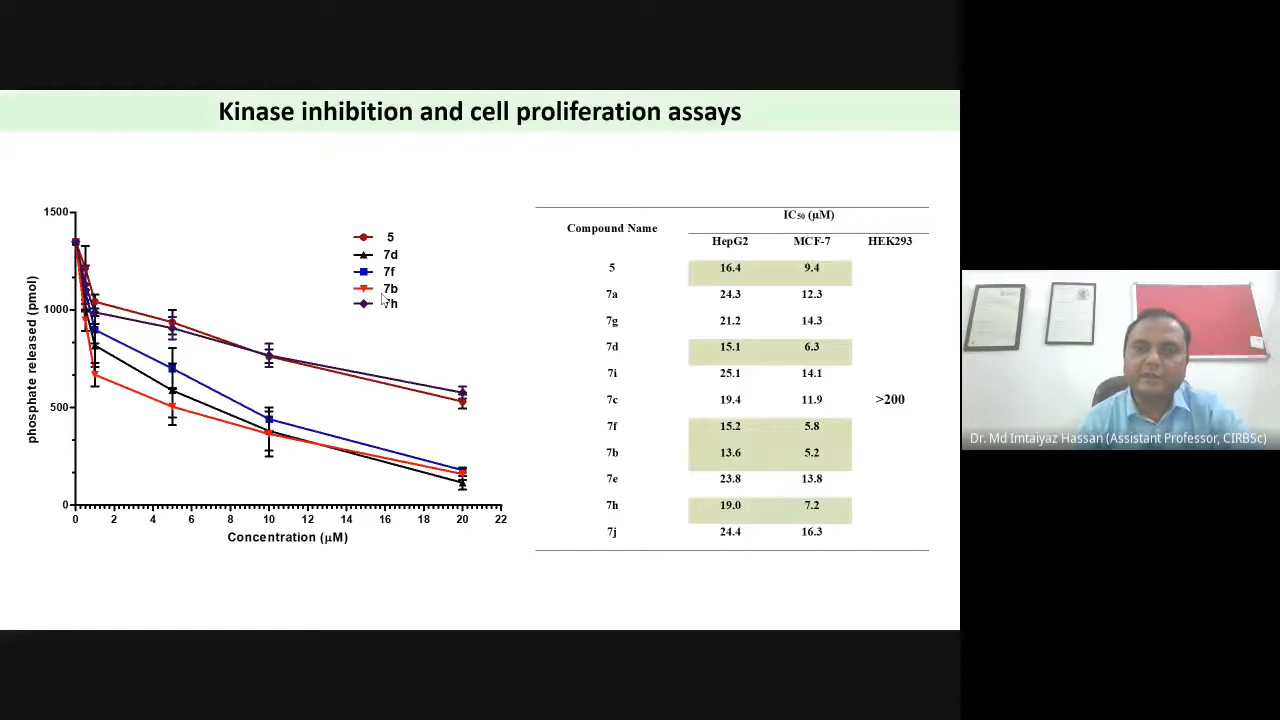 Kinase inhibition and cell proliferation assays
1500
1000
500
0
phosphate released (pmol)
0 2 4 6 8 10 12 14 16 18 20 22
Concentration (μM)
5
7d
7f
7b
7h
IC50 (μM)
Compound Name
HepG2 MCF-7 HEK293
5 16.4 9.4
7a 24.3 12.3
7g 21.2 14.3
7d 15.1 6.3
7i 25.1 14.1
7c 19.4 11.9 >200
7f 15.2 5.8
7b 13.6 5.2
7e 23.8 13.8
7h 19.0 7.2
7j 24.4 16.3
Dr. Md Imtaiyaz Hassan (Assistant Professor, CIRBSc)